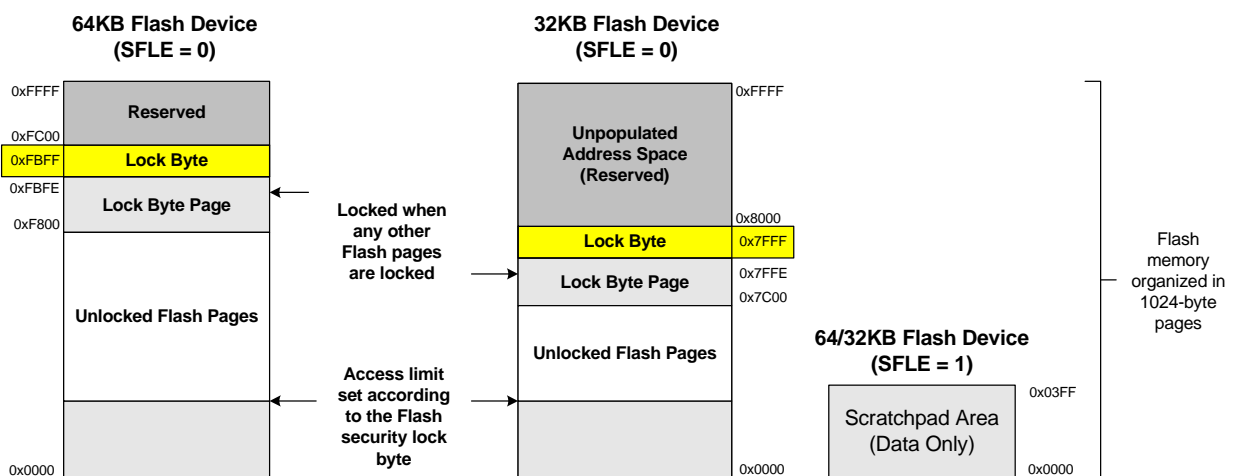 64KB Flash Device
(SFLE = 0)
0xFFFF
Reserved
0xFC00
0xFBFF
Lock Byte
0xFBFE
Lock Byte Page
0xF800
Unlocked Flash Pages
0x0000
Locked when
any other
Flash pages
are locked
Access limit
set according
to the Flash
security lock
byte
32KB Flash Device
(SFLE = 0)
0xFFFF
Unpopulated
Address Space
(Reserved)
0x8000
Lock Byte
0x7FFF
0x7FFE
Lock Byte Page
0x7C00
Unlocked Flash Pages
0x0000
64/32KB Flash Device
(SFLE = 1)
0x03FF
Scratchpad Area
(Data Only)
0x0000
Flash
memory
organized in
1024-byte
pages